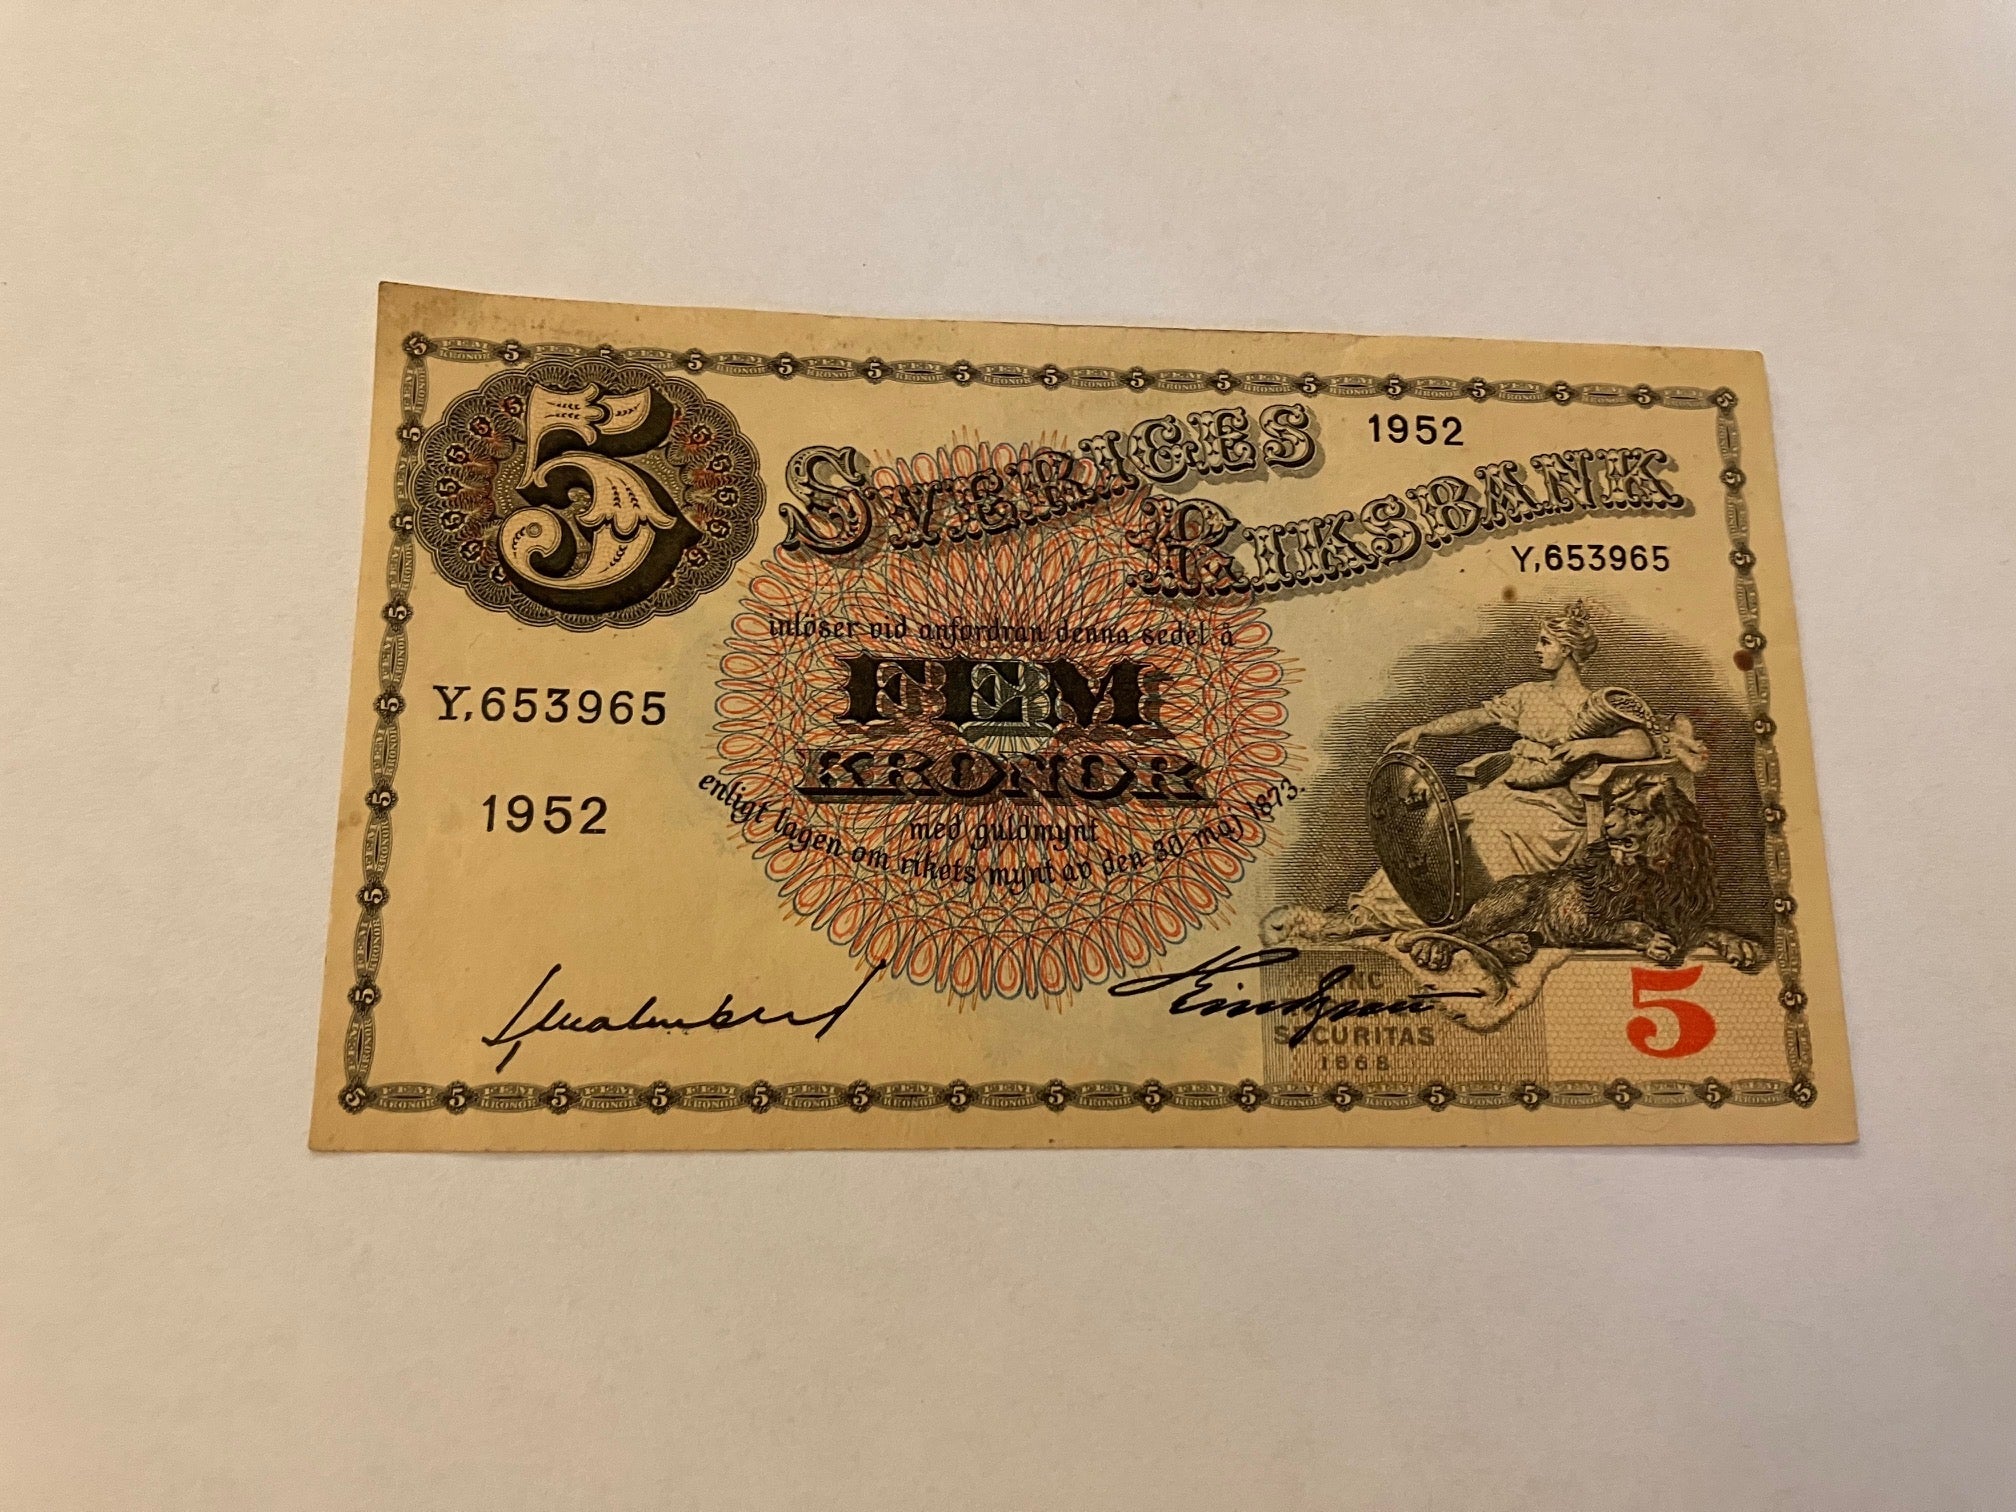 5
SVERIGES
1952
RIKSBANK
Y,653965
inlöser vid anfordran denna sedel å
FEM
KRONOR
med guldmynt
enligt lagen om rikets mynt av den 30 maj 1873.
Y,653965
1952
SECURITAS
1868
5